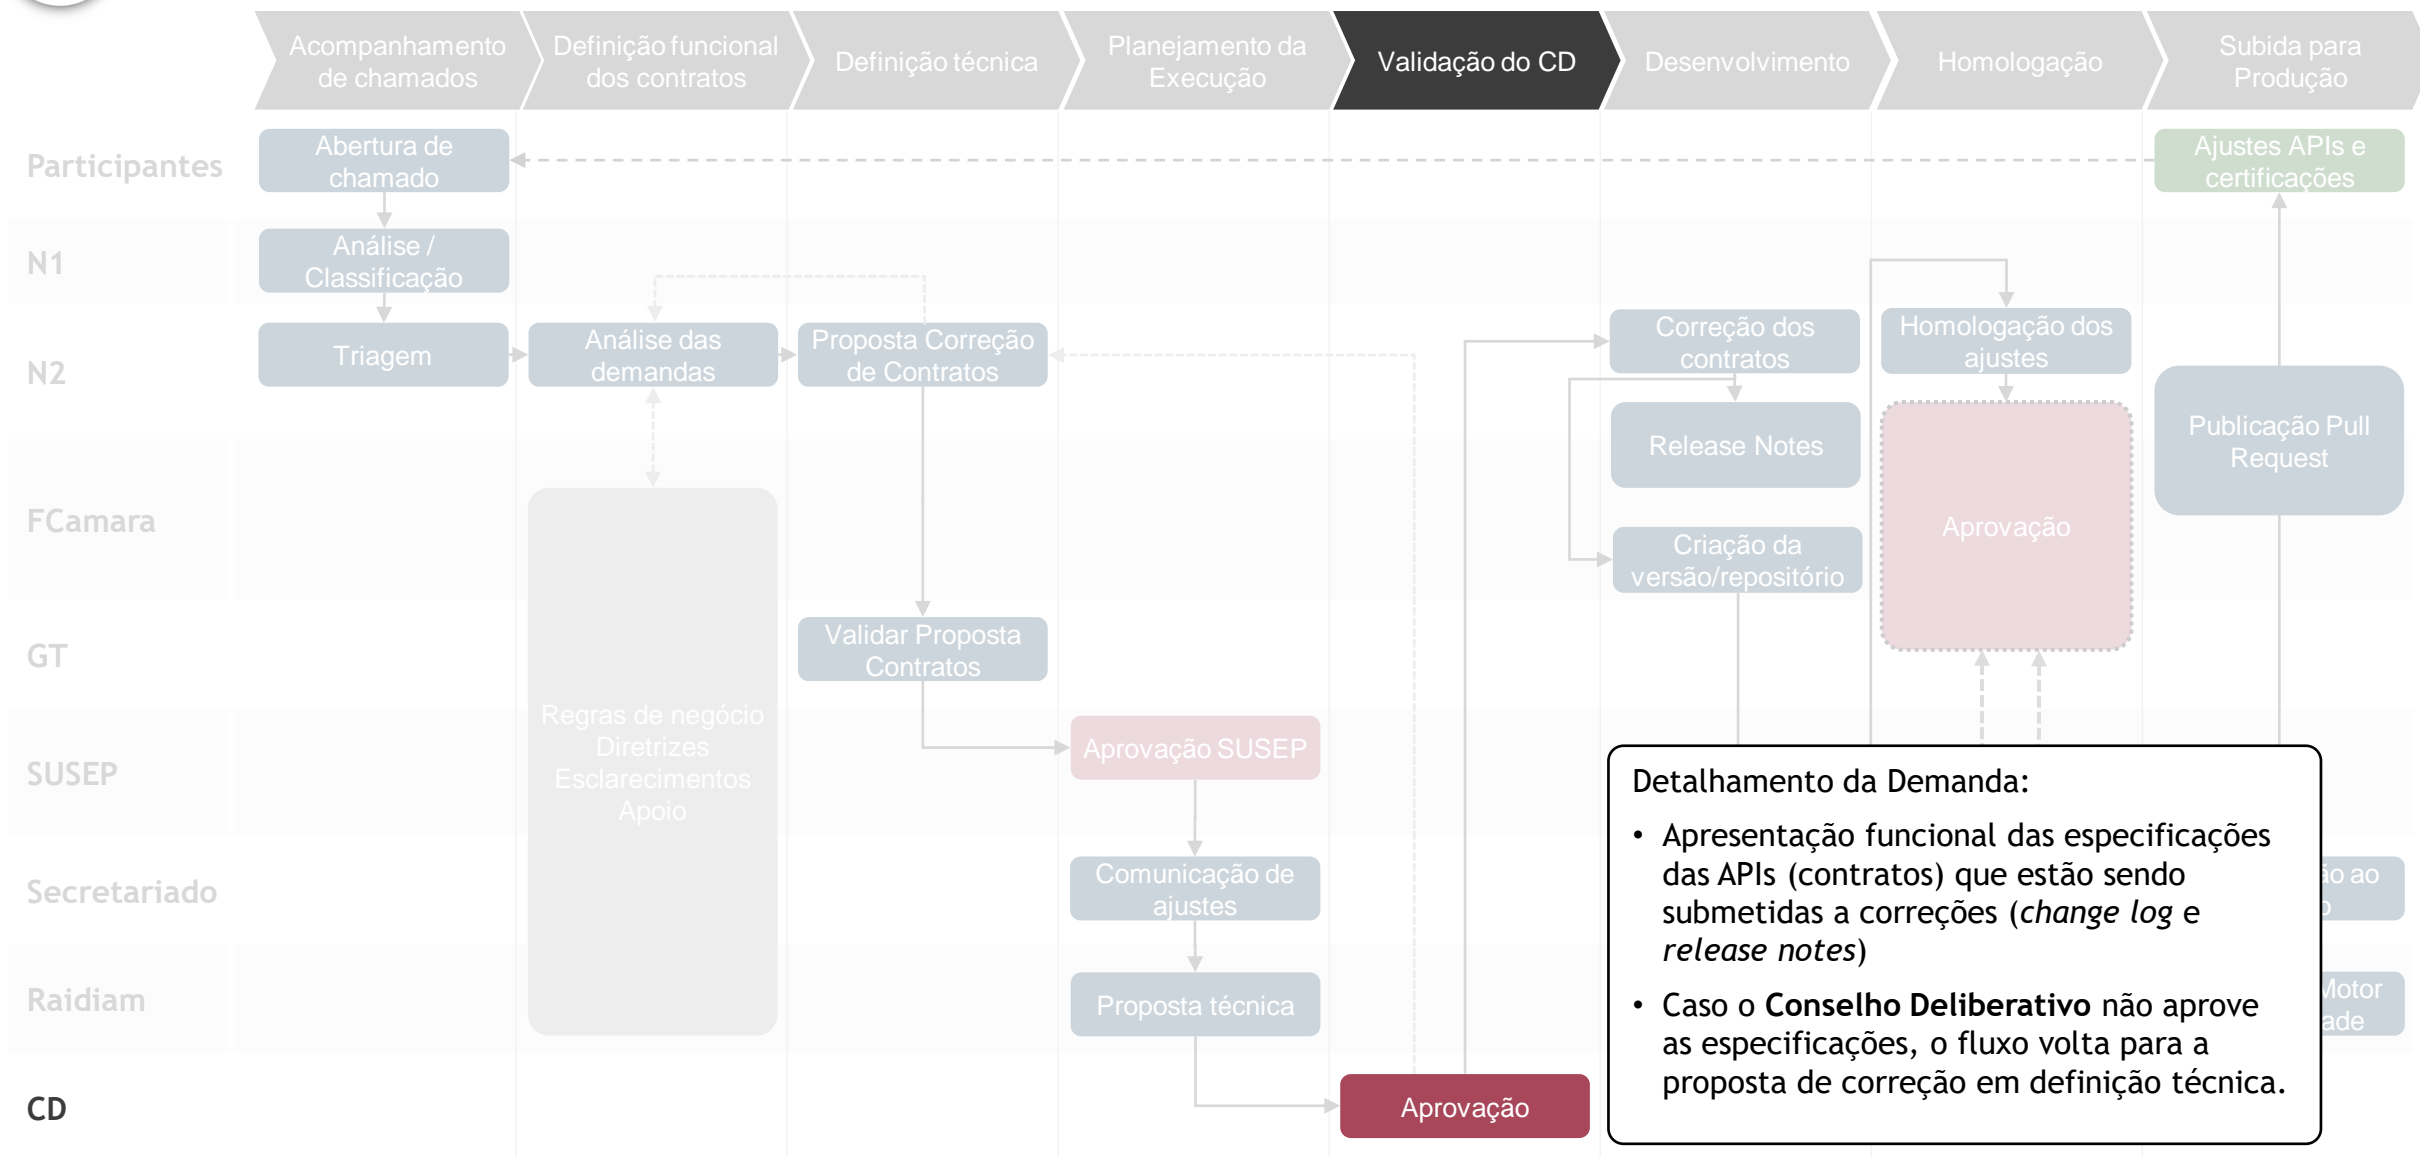 Acompanhamento
de chamados
Definição funcional
dos contratos
Definição técnica
Planejamento da
Execução
Validação do CD
Desenvolvimento
Homologação
Subida para
Produção
Participantes
Abertura de
chamado
Ajustes APIs e
certificações
N1
Análise /
Classificação
N2
Triagem
Análise das
demandas
Proposta Correção
de Contratos
Correção dos
contratos
Homologação dos
ajustes
Release Notes
Publicação Pull
Request
FCamara
Criação da
versão/repositório
Aprovação
GT
Validar Proposta
Contratos
Regras de negócio
Diretrizes
Esclarecimentos
Apoio
SUSEP
Aprovação SUSEP
Secretariado
Comunicação de
ajustes
Raidiam
Proposta técnica
CD
Aprovação
Detalhamento da Demanda:
• Apresentação funcional das especificações
das APIs (contratos) que estão sendo
submetidas a correções (change log e
release notes)
• Caso o Conselho Deliberativo não aprove
as especificações, o fluxo volta para a
proposta de correção em definição técnica.
ao
Motor